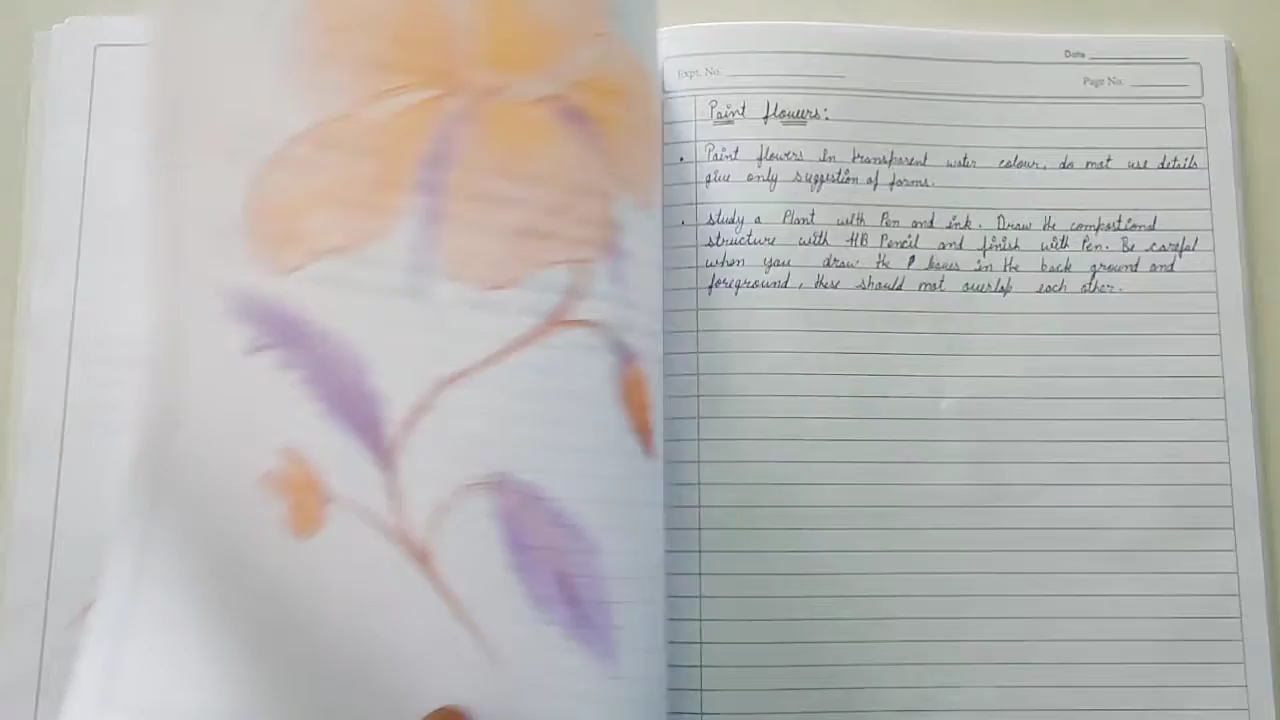 Date
Expt. No.
Page No.
Paint flowers:
. Paint flowers in transparent water colour, do not use details
give only suggestion of forms.
. Study a Plant with Pen and ink. Draw the compostiond
structure with HB Pencil and finish with Pen. Be careful
when you draw the P leaves in the back ground and
foreground, these should not overlap each other.